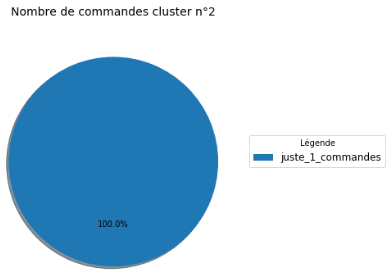 Nombre de commandes cluster n°2
Légende
juste_1_commandes
100.0%